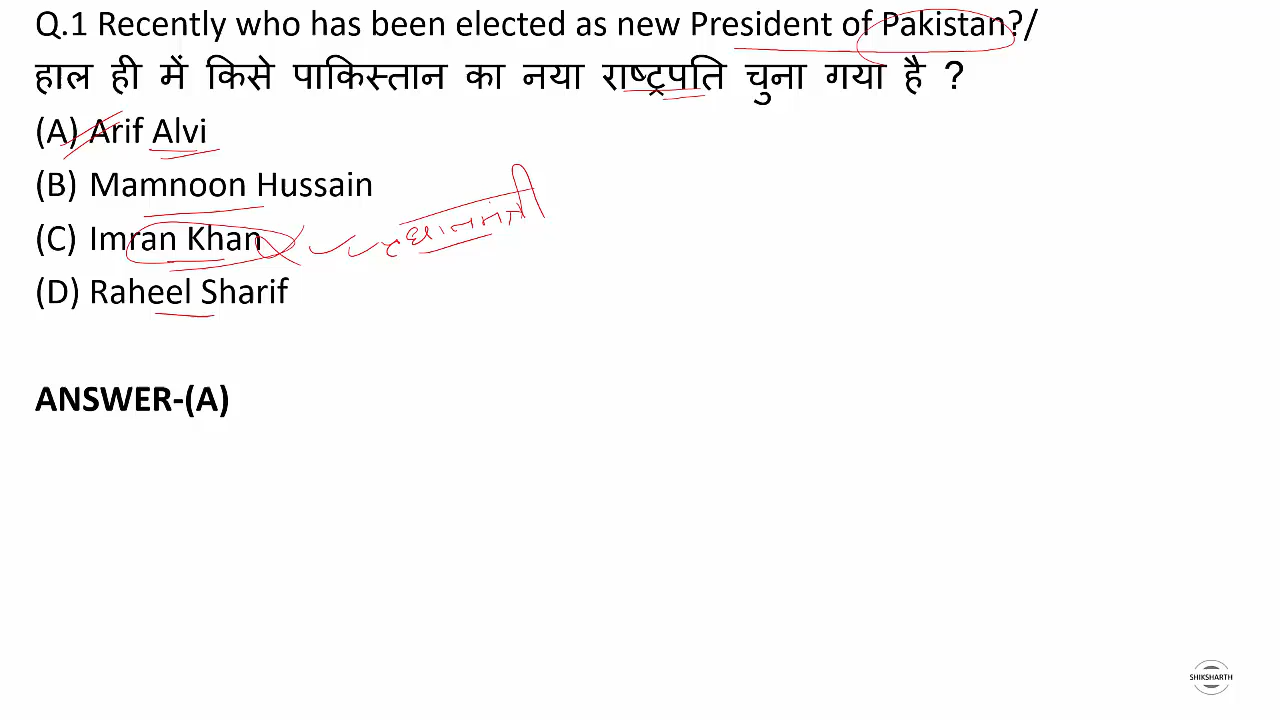 Q.1 Recently who has been elected as new President of Pakistan?/
हाल ही में किसे पाकिस्तान का नया राष्ट्रपति चुना गया है ?
(A) Arif Alvi
(B) Mamnoon Hussain
(C) Imran Khan प्रधानमंत्री
(D) Raheel Sharif
ANSWER-(A)
SHIKSHARTH